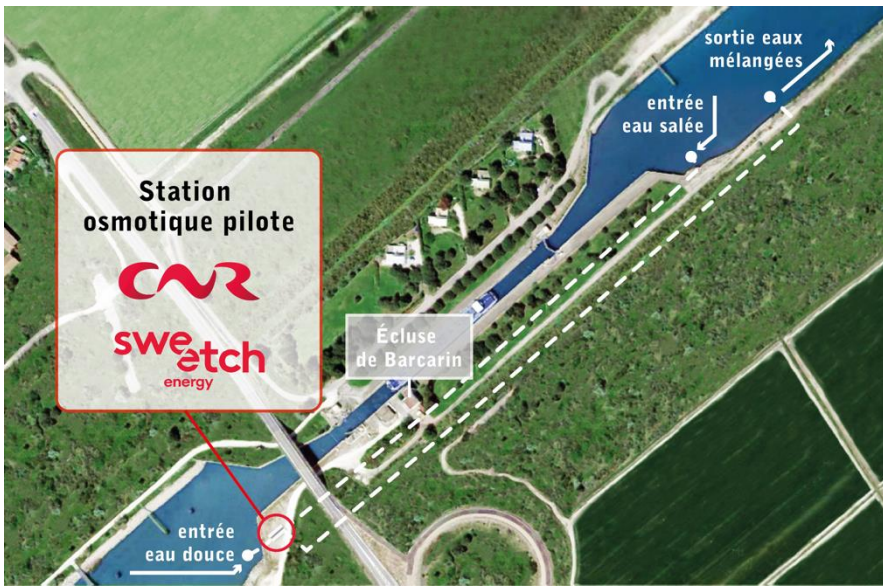 sortie eaux
mélangées
entrée
eau salée
Station
osmotique pilote
CNR
sweetch
energy
Écluse
de Barcarin
entrée
eau douce